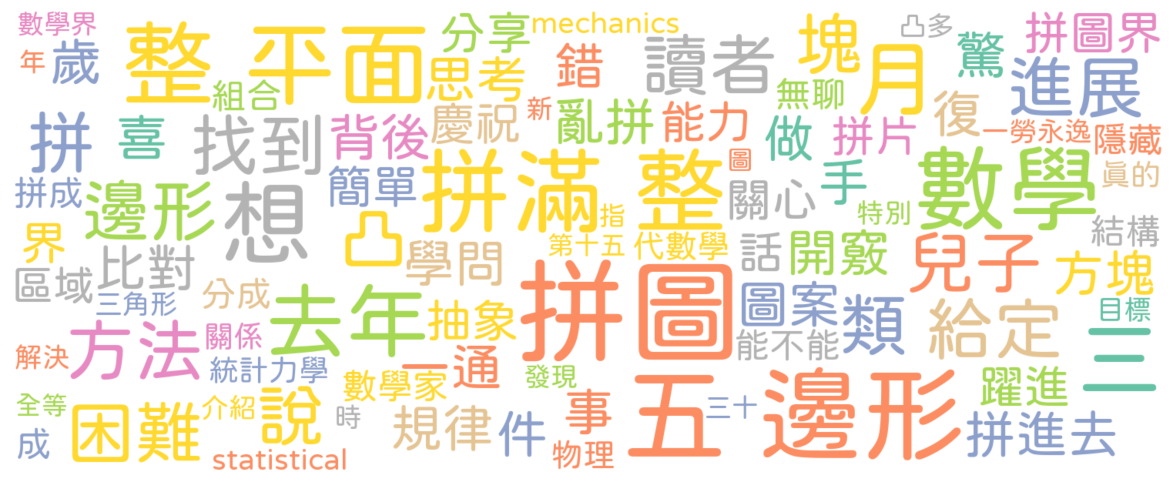 數學界
年
歲
整
平面
分享
mechanics
思考
組合
錯
讀者
塊
月
凸多
驚
拼圖界
進展
無聊
復
一勞永逸
隱藏
拼
喜
找到
背後
慶祝
新
亂拼
能力
做
拼片
真的
拼成
邊形
想
簡單
拼滿
整
圖
關心
手
特別
數學
結構
界
區域
比對
三角形
凸
學問
指
第十五
代數學
話
開竅
兒子
方塊
分成
去年
抽象
拼圖
圖案
類
給定
目標
三
解決
方法
關係
統計力學
一通
能不能
全等
成
困難
介紹
說
數學家
時
規律
件
發現
事
物理
五
三十
邊形
躍進
拼進去
statistical